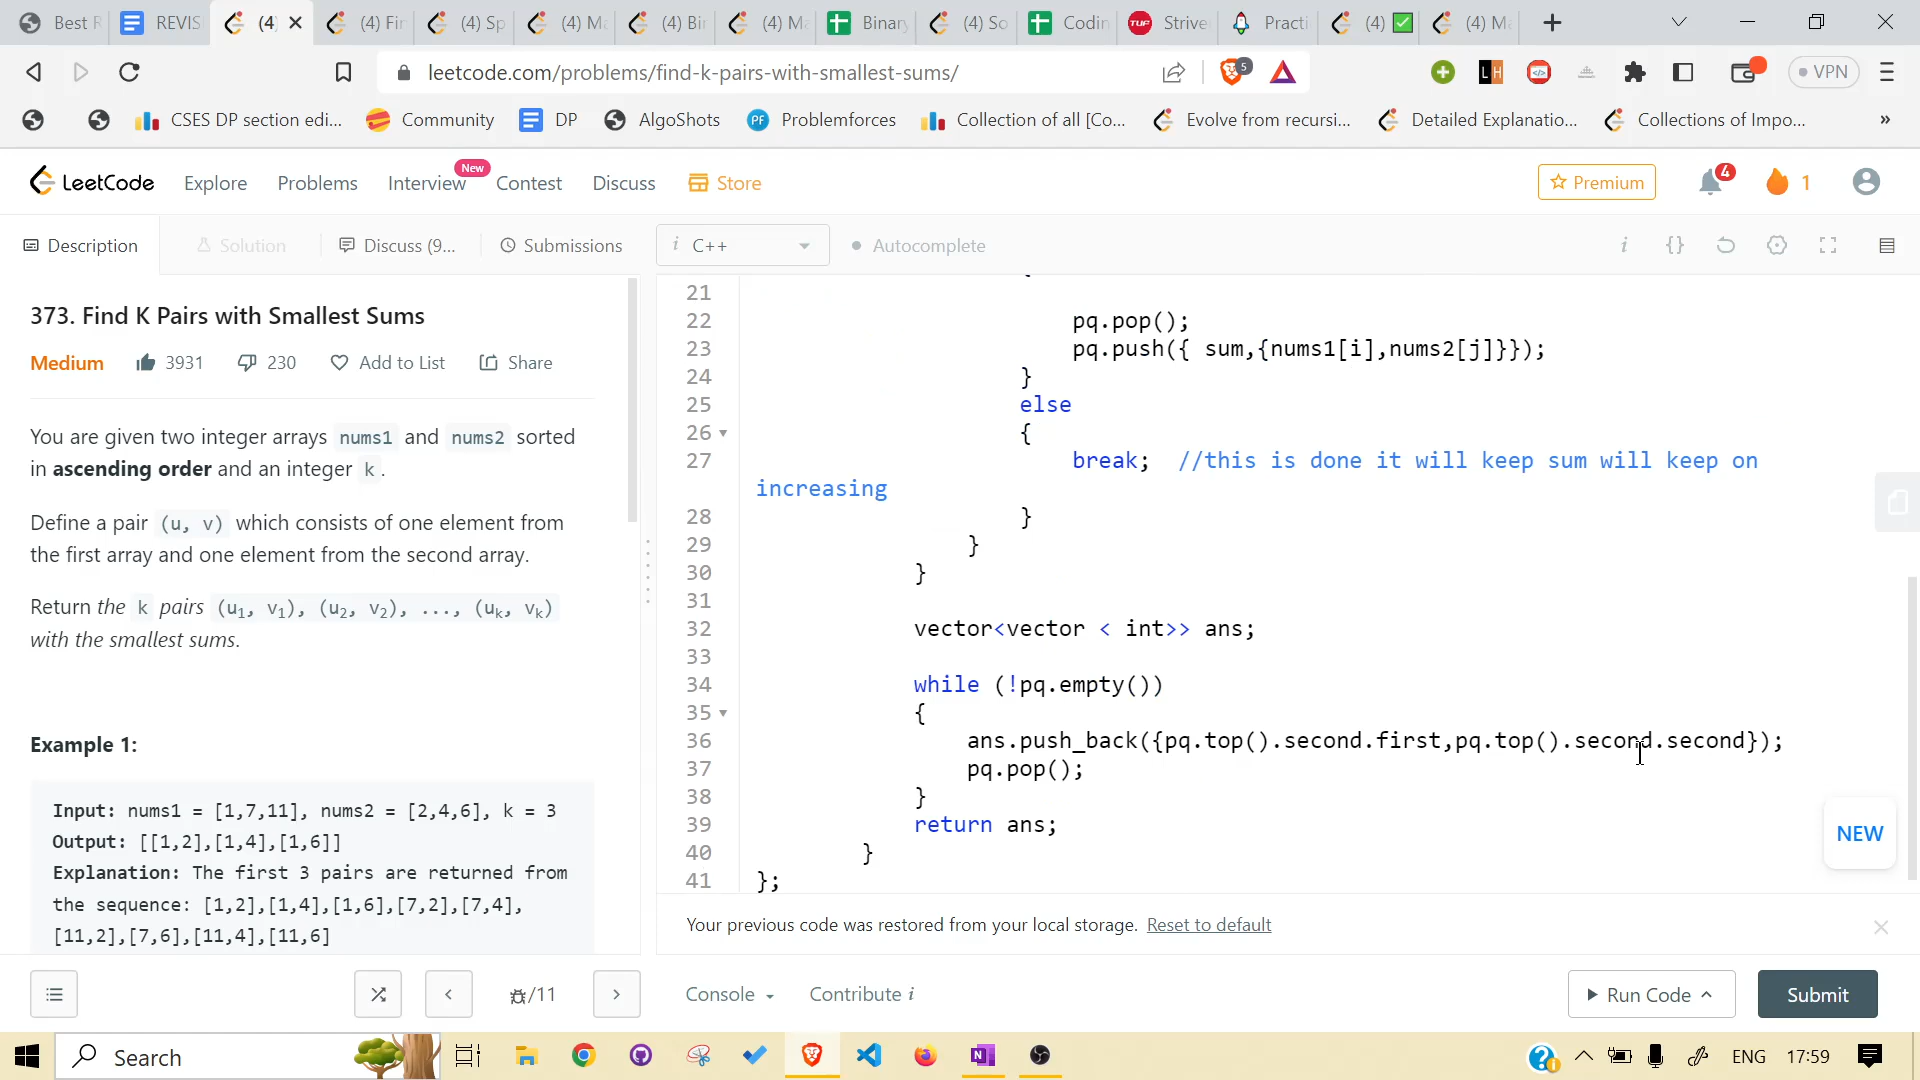 Best R
REVIS
(4)
(4) Fin
(4) Sp
(4) Ma
(4) Bin
(4) Ma
Binary
(4) So
Coding
TUF
Strive
Practi
(4)
(4) Ma
leetcode.com/problems/find-k-pairs-with-smallest-sums/
5
LH
VPN
CSES DP section edi...
Community
DP
AlgoShots
PF Problemforces
Collection of all [Co...
Evolve from recursi...
Detailed Explanatio...
Collections of Impo...
»
LeetCode
Explore
Problems
Interview
New
Contest
Discuss
Store
Premium
4
1
Description
Solution
Discuss (9...
Submissions
i C++
Autocomplete
i {}
373. Find K Pairs with Smallest Sums
Medium 3931 230 Add to List Share
You are given two integer arrays nums1 and nums2 sorted
in ascending order and an integer k.
Define a pair (u, v) which consists of one element from
the first array and one element from the second array.
Return the k pairs (u1, v1), (u2, v2), ..., (uk, vk)
with the smallest sums.
Example 1:
Input: nums1 = [1,7,11], nums2 = [2,4,6], k = 3
Output: [[1,2],[1,4],[1,6]]
Explanation: The first 3 pairs are returned from
the sequence: [1,2],[1,4],[1,6],[7,2],[7,4],
[11,2],[7,6],[11,4],[11,6]
21
22 pq.pop();
23 pq.push({ sum,{nums1[i],nums2[j]}});
24 }
25 else
26 {
27 break; //this is done it will keep sum will keep on
increasing
28 }
29 }
30 }
31
32 vector<vector < int>> ans;
33
34 while (!pq.empty())
35 {
36 ans.push_back({pq.top().second.first,pq.top().second.second});
37 pq.pop();
38 }
39 return ans;
40 }
41 };
NEW
Your previous code was restored from your local storage. Reset to default
/11
Console
Contribute i
Run Code
Submit
Search
ENG
17:59